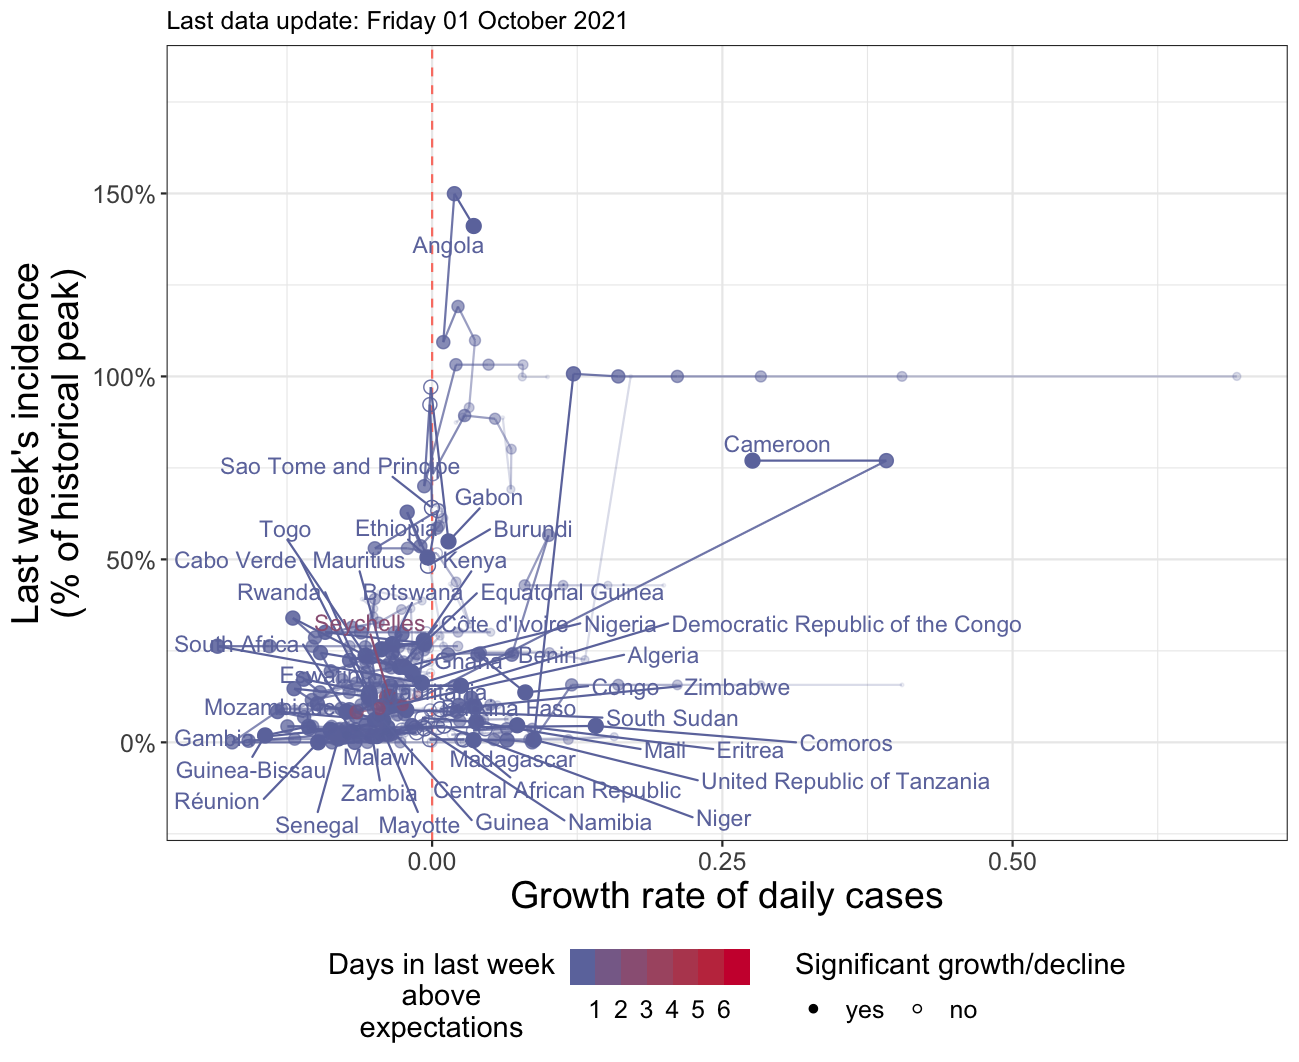 Last data update: Friday 01 October 2021
Last week's incidence
(% of historical peak)
150%
100%
50%
0%
Angola
Cameroon
Sao Tome and Principe
Gabon
Togo
Ethiopia
Burundi
Cabo Verde
Mauritius
Kenya
Rwanda
Botswana
Equatorial Guinea
Seychelles
Côte d'Ivoire
Nigeria
Democratic Republic of the Congo
South Africa
Ghana
Benin
Algeria
Eswatini
Mauritania
Congo
Zimbabwe
Mozambique
Burkina Faso
South Sudan
Gambia
Malawi
Madagascar
Mali
Eritrea
Comoros
Guinea-Bissau
Zambia
Central African Republic
United Republic of Tanzania
Réunion
Senegal
Mayotte
Guinea
Namibia
Niger
0.00
0.25
0.50
Growth rate of daily cases
Days in last week
above
expectations
1 2 3 4 5 6
Significant growth/decline
yes
no